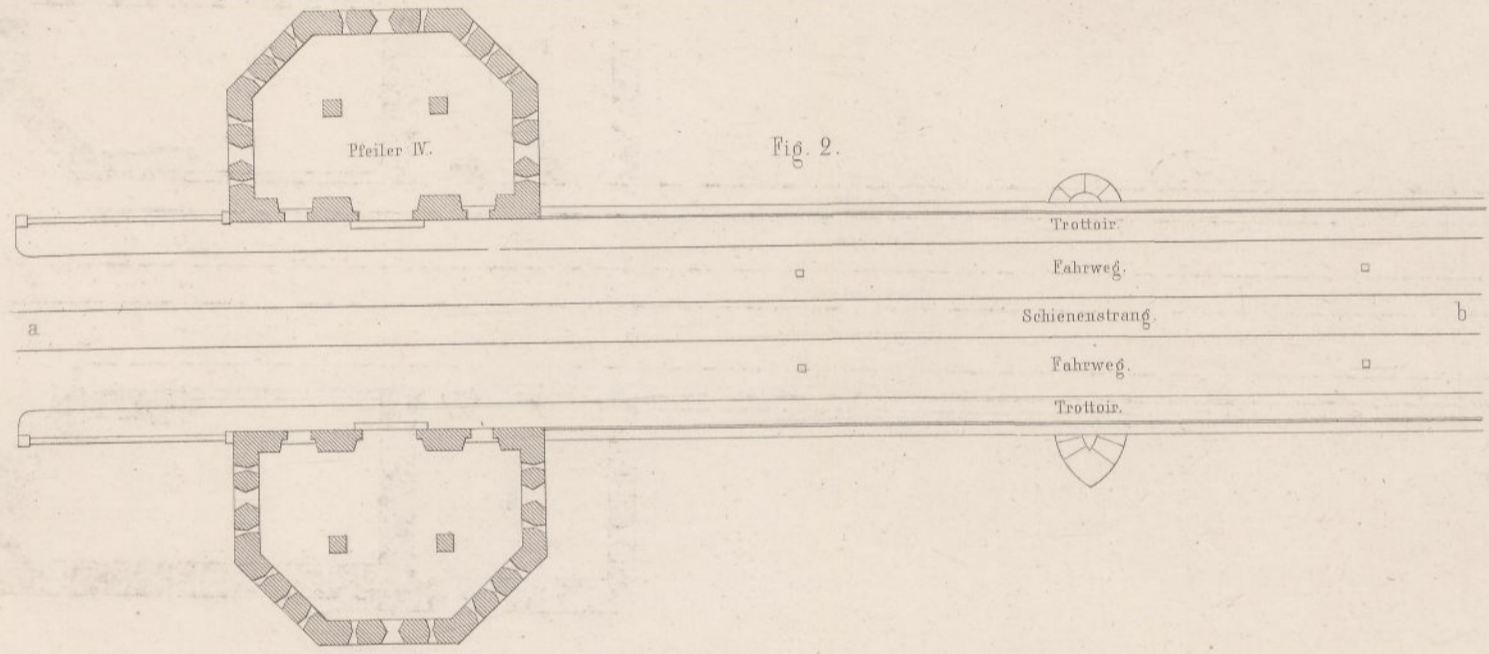 Fig. 2.
Pfeiler IV.
Trottoir.
Fahrweg.
a
Schienenstrang.
b
Fahrweg.
Trottoir.